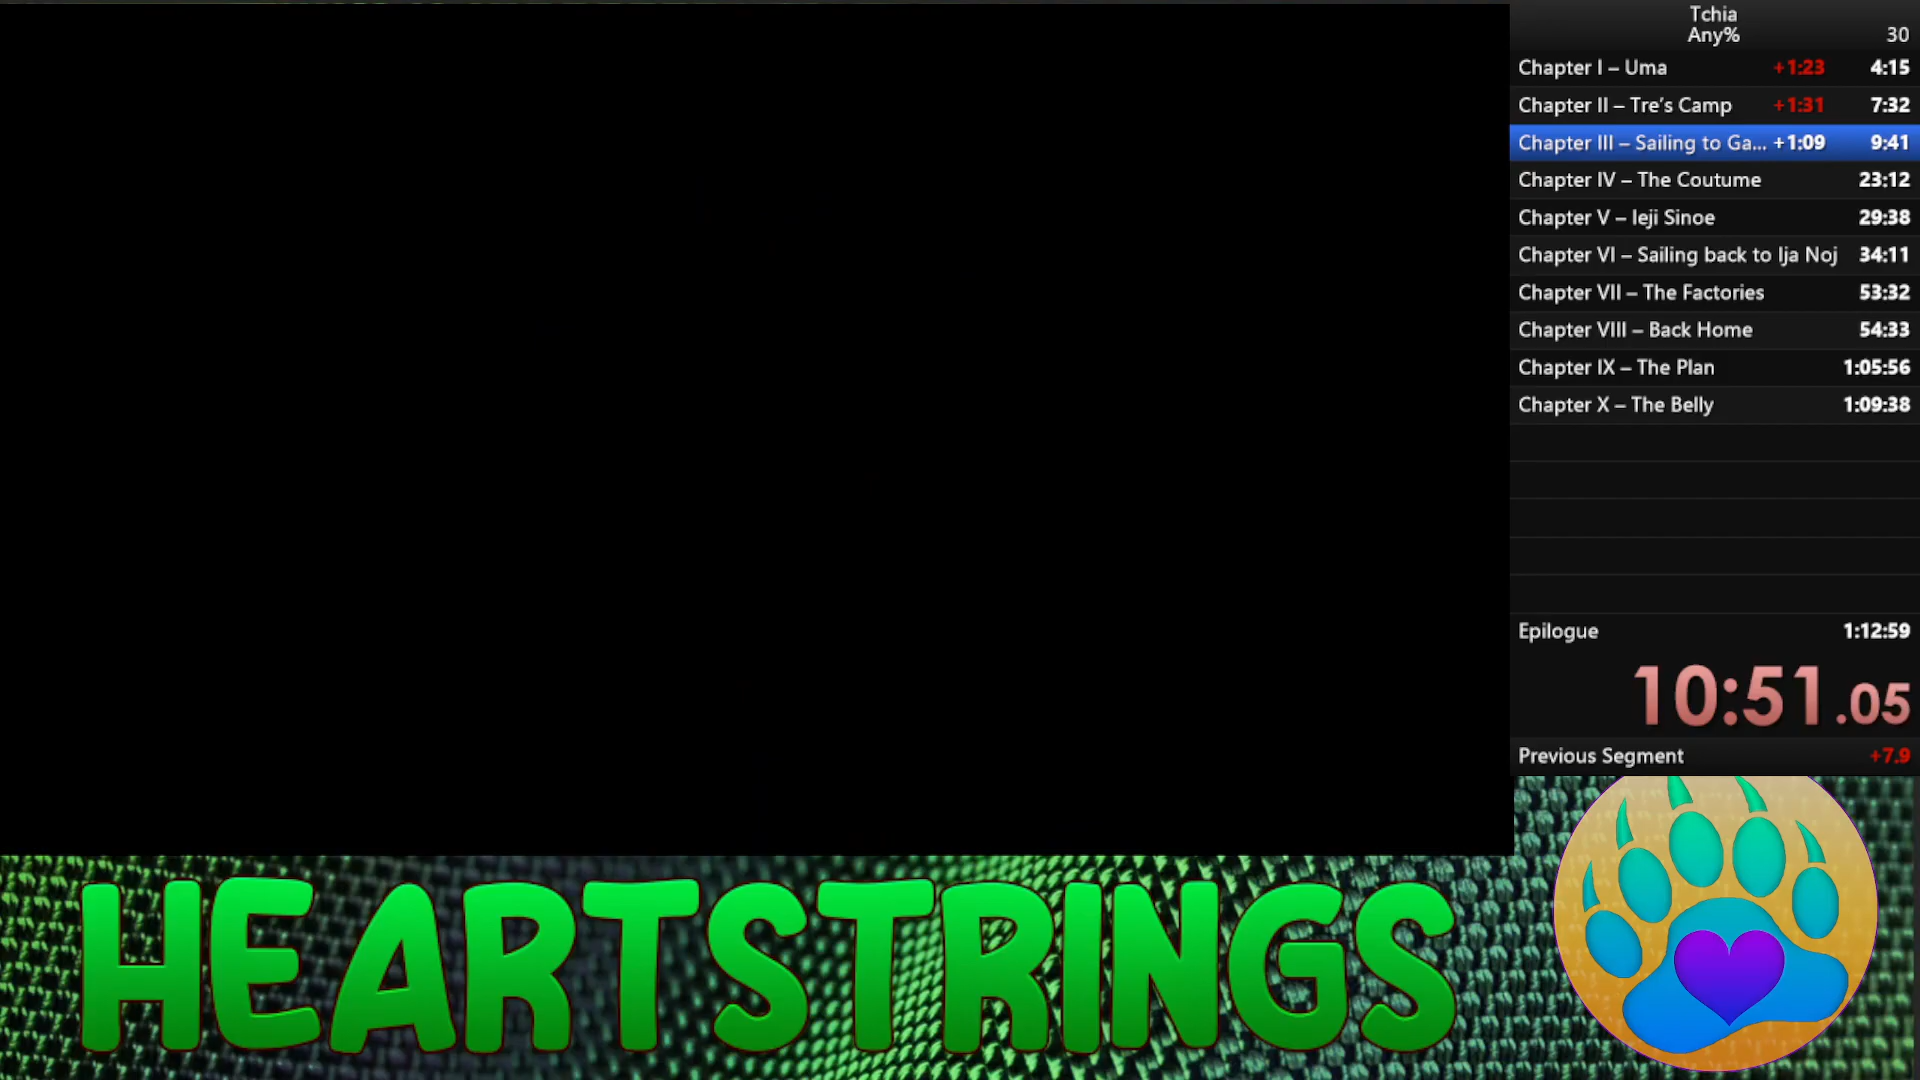 Tchia
Any% 30
Chapter I – Uma +1:23 4:15
Chapter II – Tre’s Camp +1:31 7:32
Chapter III – Sailing to Ga... +1:09 9:41
Chapter IV – The Coutume 23:12
Chapter V – Ieji Sinoe 29:38
Chapter VI – Sailing back to Ija Noj 34:11
Chapter VII – The Factories 53:32
Chapter VIII – Back Home 54:33
Chapter IX – The Plan 1:05:56
Chapter X – The Belly 1:09:38
Epilogue 1:12:59
10:51.05
Previous Segment +7.9
HEARTSTRINGS